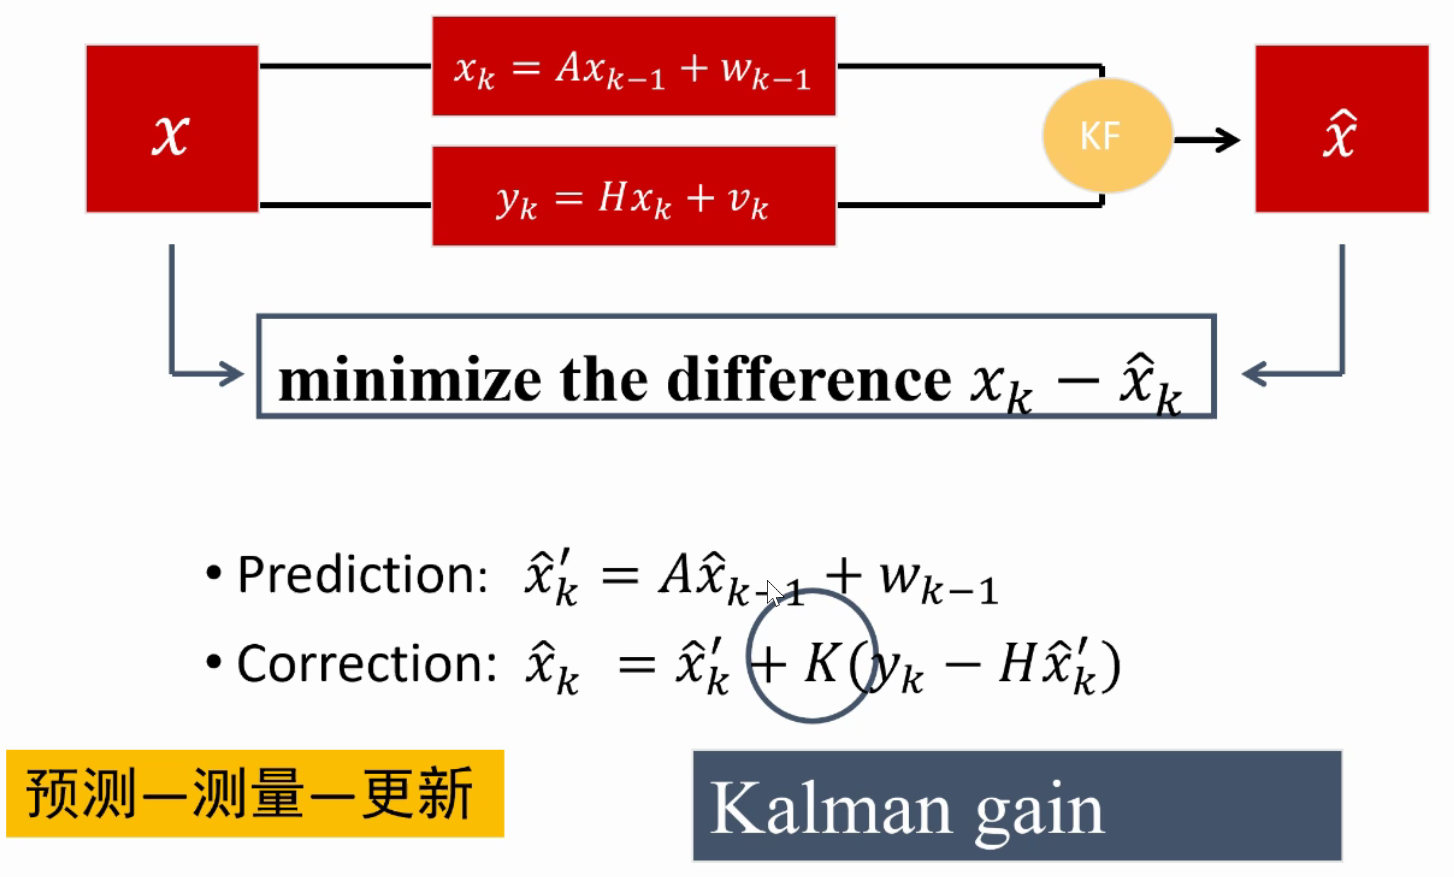 x
x_k = Ax_{k−1} + w_{k−1}
y_k = Hx_k + v_k
KF
x̂
minimize the difference x_k − x̂_k
• Prediction: x̂′_k = Ax̂_{k−1} + w_{k−1}
• Correction: x̂_k = x̂′_k + K(y_k − Hx̂′_k)
预测—测量—更新
Kalman gain